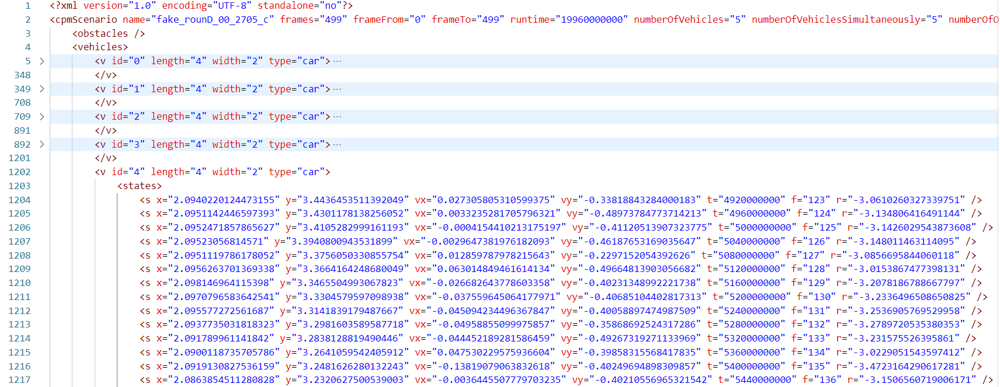 1 <?xml version="1.0" encoding="UTF-8" standalone="no"?>
2 <cpmScenario name="fake_rounD_00_2705_c" frames="499" frameFrom="0" frameTo="499" runtime="19960000000" numberOfVehicles="5" numberOfVehiclesSimultaneously="5" numberOfO
3 <obstacles />
4 <vehicles>
5 > <v id="0" length="4" width="2" type="car">···
348 </v>
349 > <v id="1" length="4" width="2" type="car">···
708 </v>
709 > <v id="2" length="4" width="2" type="car">···
891 </v>
892 > <v id="3" length="4" width="2" type="car">···
1201 </v>
1202 <v id="4" length="4" width="2" type="car">
1203 <states>
1204 <s x="2.0940220124473155" y="3.4436453511392049" vx="0.027305805310599375" vy="-0.33818843284000183" t="4920000000" f="123" r="-3.0610260327339751" />
1205 <s x="2.0951142446597393" y="3.4301178138256052" vx="0.0033235281705796321" vy="-0.48973784773714213" t="4960000000" f="124" r="-3.134806416491144" />
1206 <s x="2.0952471857865627" y="3.4105282999161193" vx="-0.0004154410213175197" vy="-0.41120513907323775" t="5000000000" f="125" r="-3.1426029543873608" />
1207 <s x="2.09523056814571" y="3.3940800943531899" vx="-0.0029647381976182093" vy="-0.46187653169035647" t="5040000000" f="126" r="-3.148011463114095" />
1208 <s x="2.0951119786178052" y="3.3756050330855754" vx="0.012859787978215643" vy="-0.2297152054392626" t="5080000000" f="127" r="-3.0856695844060118" />
1209 <s x="2.0956263701369338" y="3.3664164248680049" vx="0.063014849461614134" vy="-0.49664813903056682" t="5120000000" f="128" r="-3.0153867477398131" />
1210 <s x="2.098146964115398" y="3.3465504993067823" vx="-0.026682643778603358" vy="-0.40231348992221738" t="5160000000" f="129" r="-3.2078186788667797" />
1211 <s x="2.0970796583642541" y="3.3304579597098938" vx="-0.037559645064177971" vy="-0.40685104402817313" t="5200000000" f="130" r="-3.2336496508650825" />
1212 <s x="2.095577272561687" y="3.3141839179487667" vx="-0.045094234496367847" vy="-0.40058897474987509" t="5240000000" f="131" r="-3.2536905769529958" />
1213 <s x="2.0937735031818323" y="3.2981603589587718" vx="-0.04958855099975857" vy="-0.35868692524317286" t="5280000000" f="132" r="-3.2789720535380353" />
1214 <s x="2.091789961141842" y="3.2838128819490446" vx="-0.044452189281586459" vy="-0.49267319271133969" t="5320000000" f="133" r="-3.231575526395861" />
1215 <s x="2.0900118735705786" y="3.2641059542405912" vx="0.047530229575936604" vy="-0.39858315568417835" t="5360000000" f="134" r="-3.0229051543597412" />
1216 <s x="2.0919130827536159" y="3.2481626280132243" vx="-0.13819079063832618" vy="-0.40249694898309857" t="5400000000" f="135" r="-3.4723164290617281" />
1217 <s x="2.0863854511280828" y="3.2320627500539003" vx="-0.0036445507779703235" vy="-0.40210556965321542" t="5440000000" f="136" r="-3.1506560719006171" />